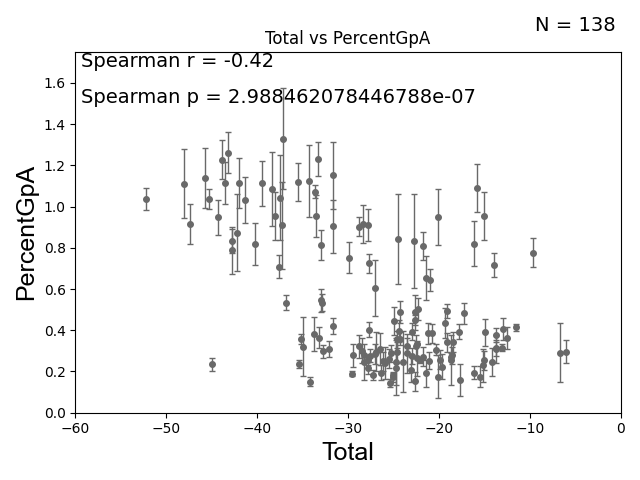 N = 138
Total vs PercentGpA
Spearman r = -0.42
Spearman p = 2.988462078446788e-07
PercentGpA
1.6
1.4
1.2
1.0
0.8
0.6
0.4
0.2
0.0
−60 −50 −40 −30 −20 −10 0
Total